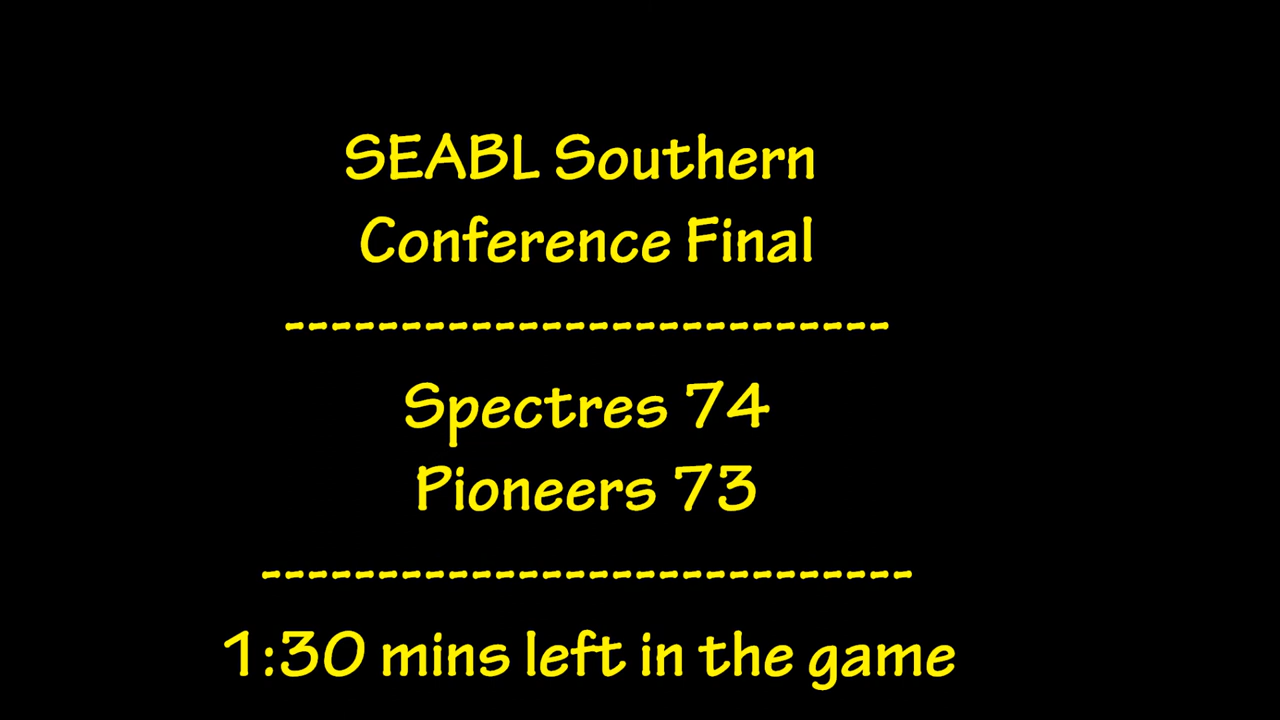 SEABL Southern
Conference Final
--------------------------
Spectres 74
Pioneers 73
----------------------------
1:30 mins left in the game